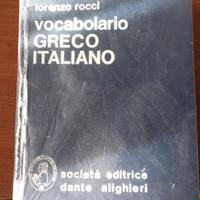 lorenzo rocci
vocabolario
GRECO
ITALIANO
società editrice
dante alighieri